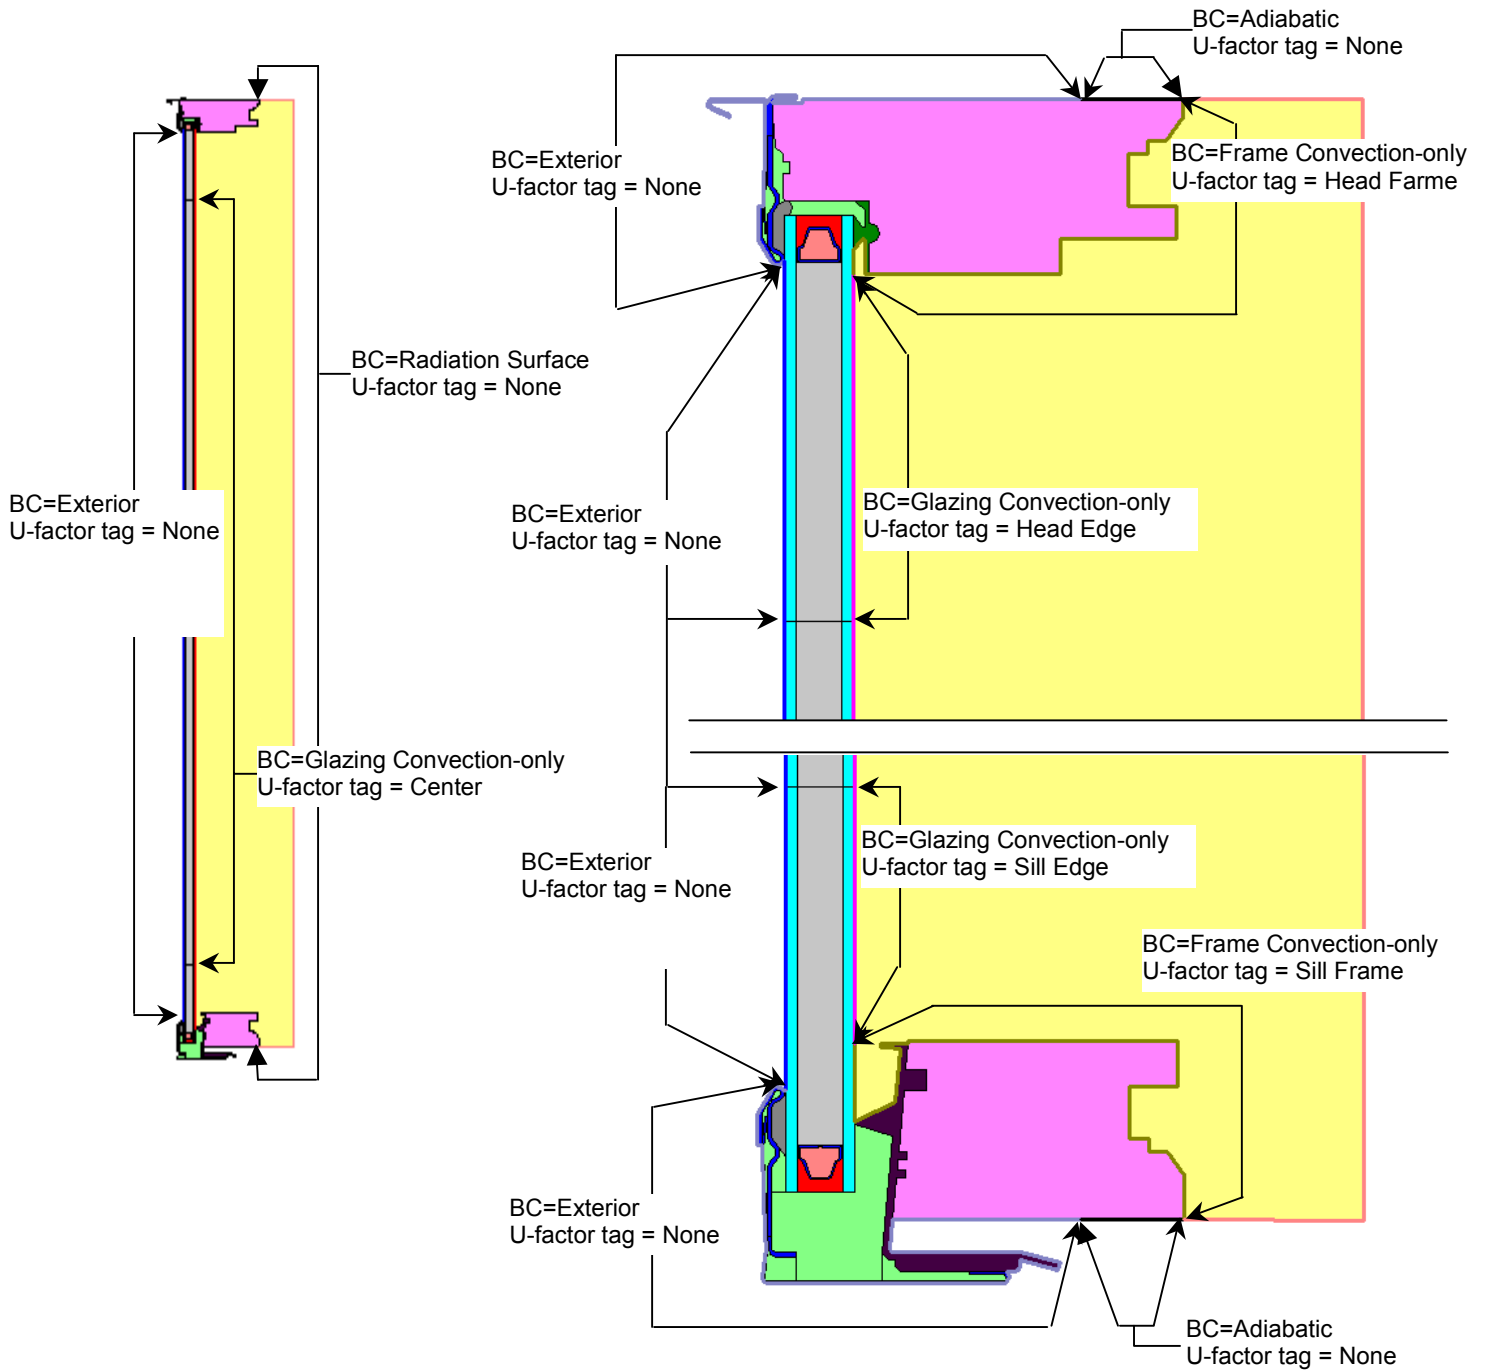 BC=Adiabatic
U-factor tag = None
BC=Exterior
U-factor tag = None
BC=Frame Convection-only
U-factor tag = Head Farme
BC=Radiation Surface
U-factor tag = None
BC=Exterior
U-factor tag = None
BC=Exterior
U-factor tag = None
BC=Glazing Convection-only
U-factor tag = Head Edge
BC=Glazing Convection-only
U-factor tag = Center
BC=Exterior
U-factor tag = None
BC=Glazing Convection-only
U-factor tag = Sill Edge
BC=Frame Convection-only
U-factor tag = Sill Frame
BC=Exterior
U-factor tag = None
BC=Adiabatic
U-factor tag = None